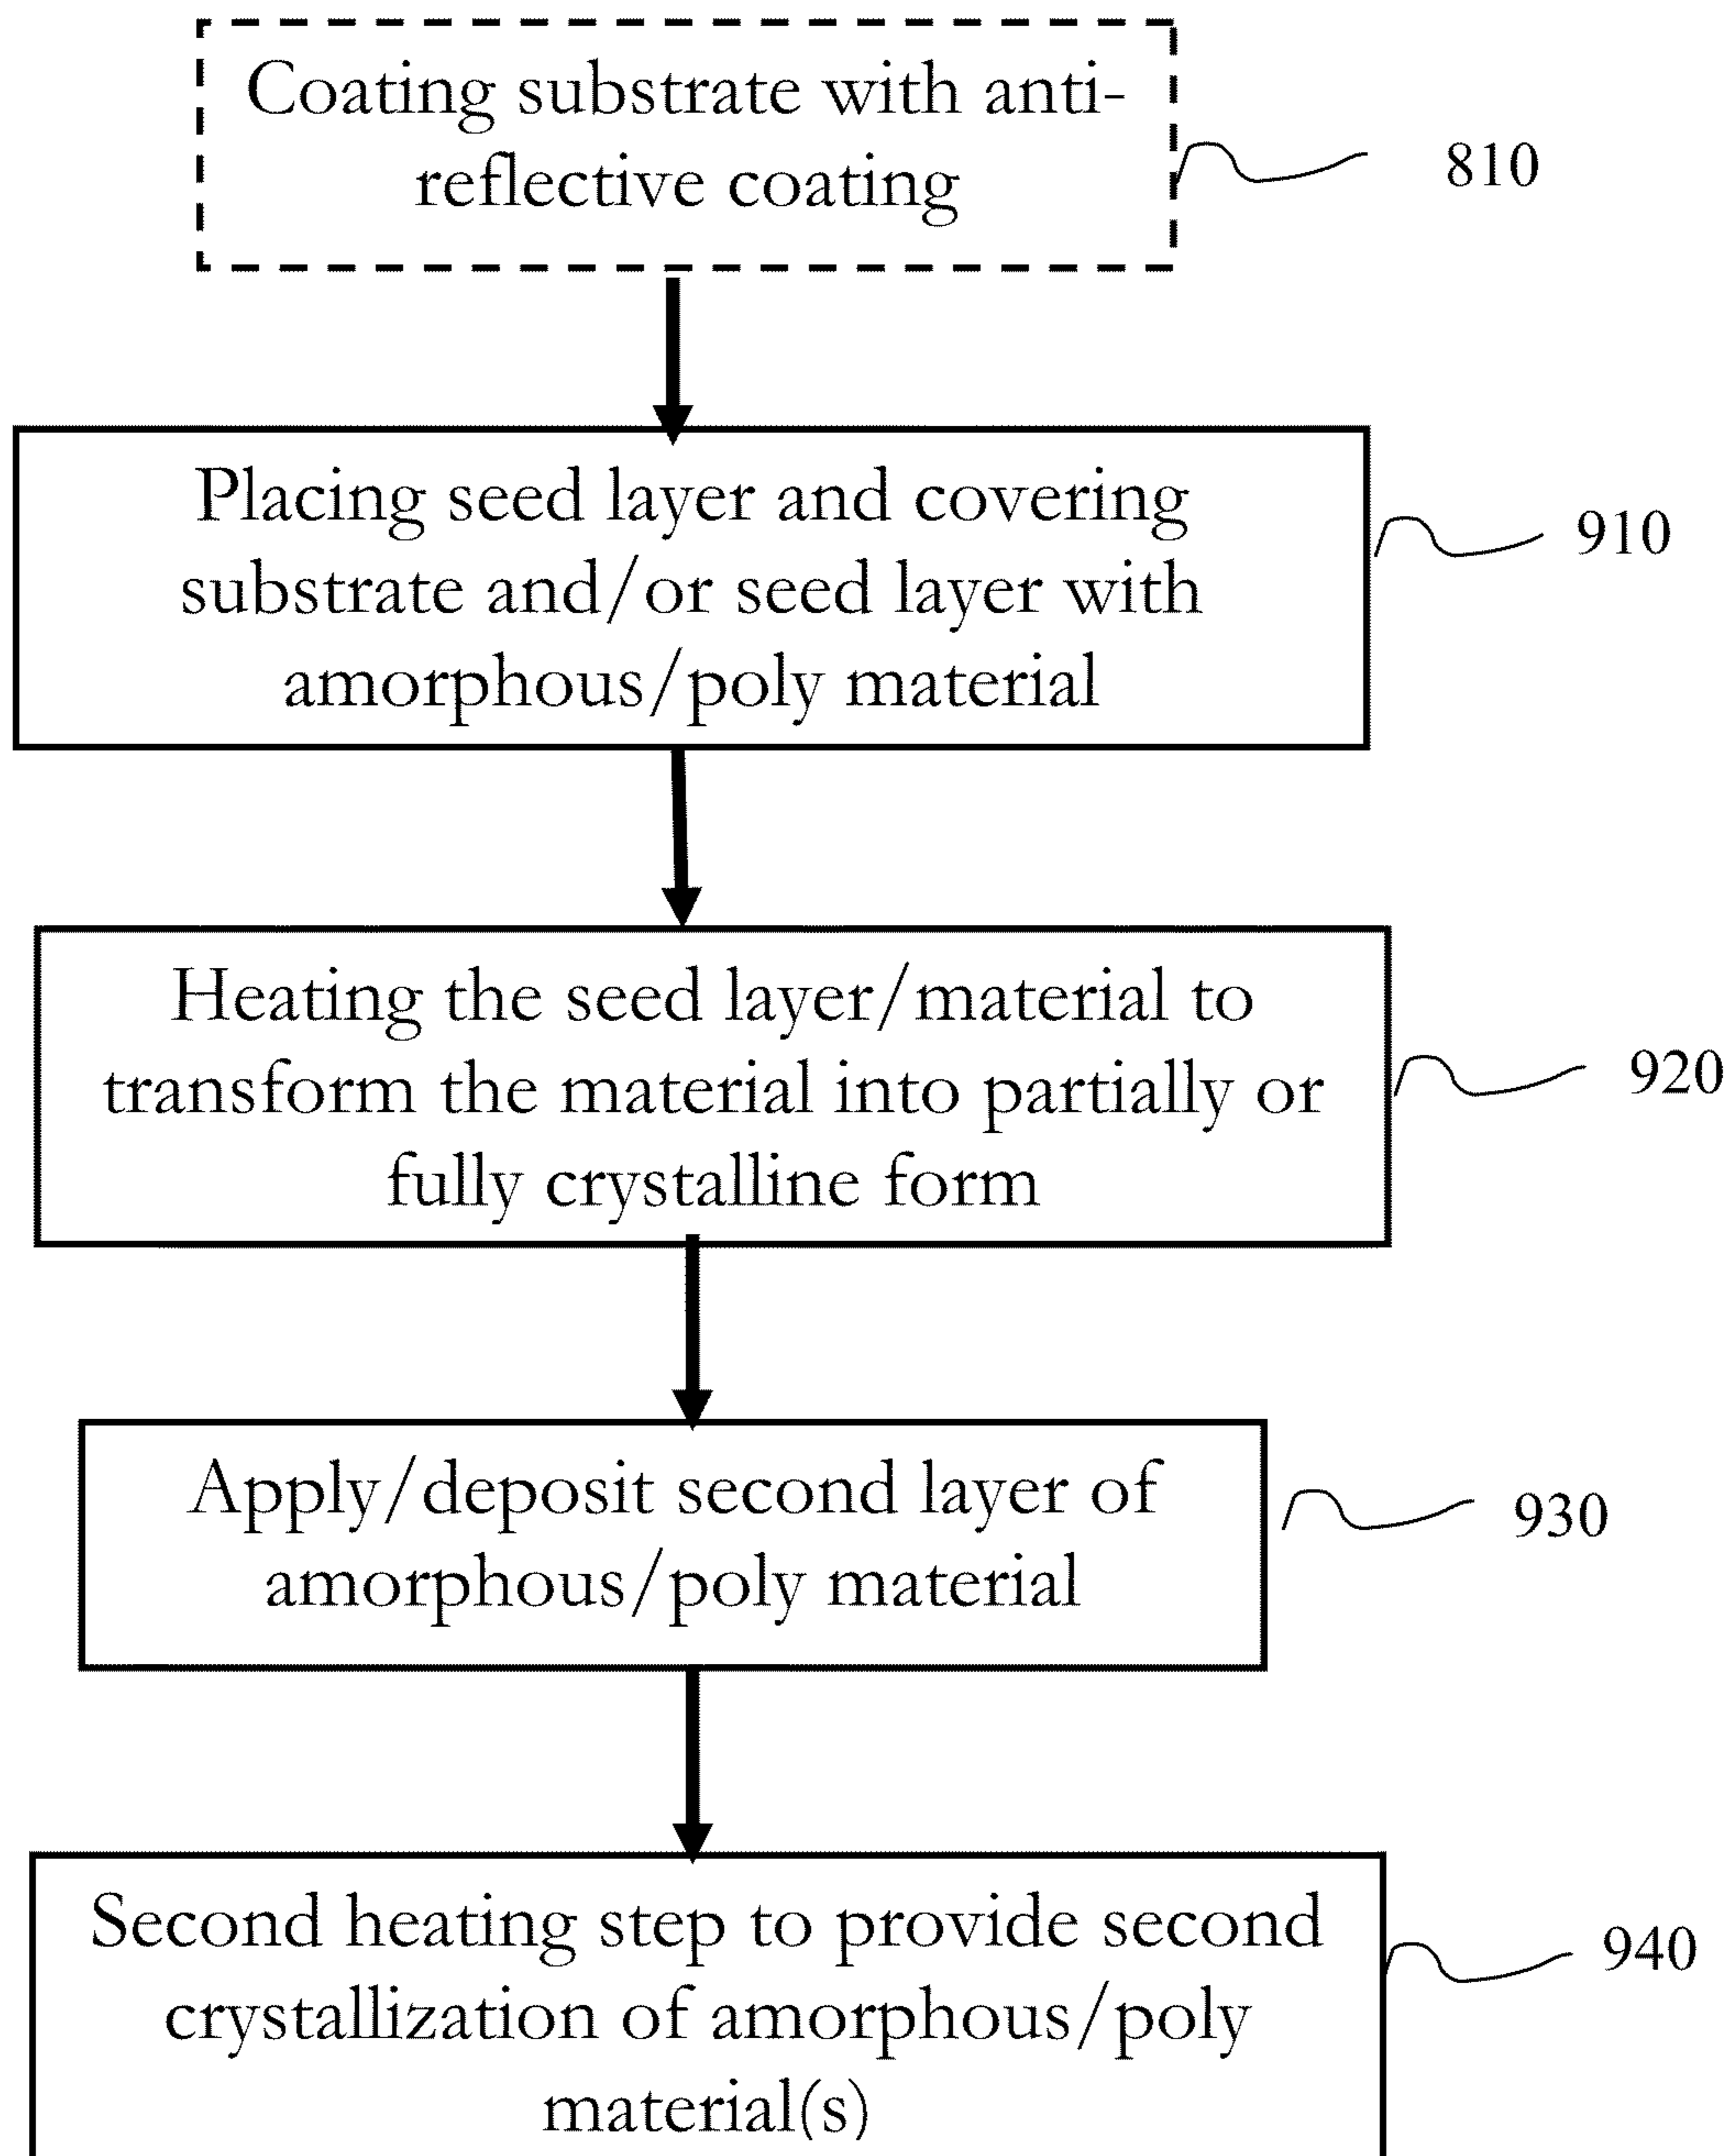 Coating substrate with anti-
reflective coating
810
Placing seed layer and covering
substrate and/or seed layer with
amorphous/poly material
910
Heating the seed layer/material to
transform the material into partially or
fully crystalline form
920
Apply/deposit second layer of
amorphous/poly material
930
Second heating step to provide second
crystallization of amorphous/poly
material(s)
940